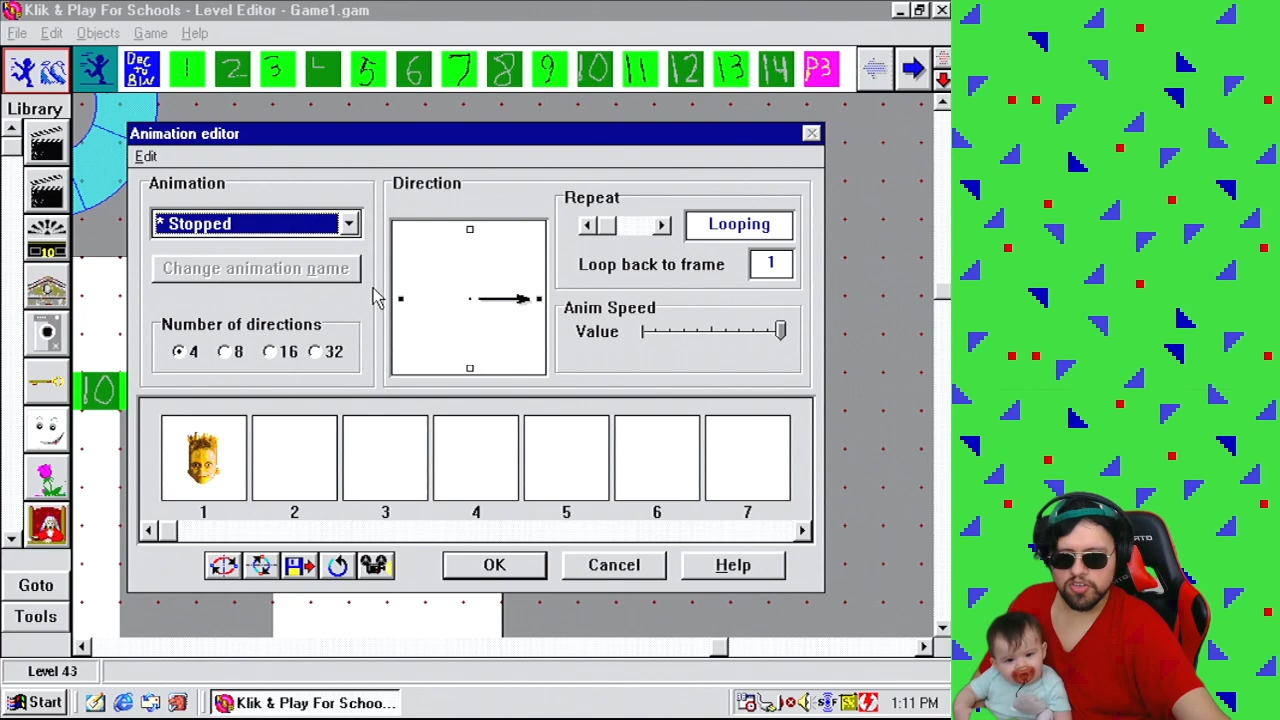 Klik & Play For Schools - Level Editor - Game1.gam
File Edit Objects Game Help
DEC TO BIN 1 2 3 4 5 6 7 8 9 10 11 12 13 14 P3
Library
Animation editor
Edit
Animation
Direction
Repeat
* Stopped
Looping
Change animation name
Loop back to frame 1
Anim Speed
Number of directions
Value
4 8 16 32
10
10
1 2 3 4 5 6 7
OK Cancel Help
Goto
Tools
Level 43
Start
Klik & Play For Schoo...
1:11 PM